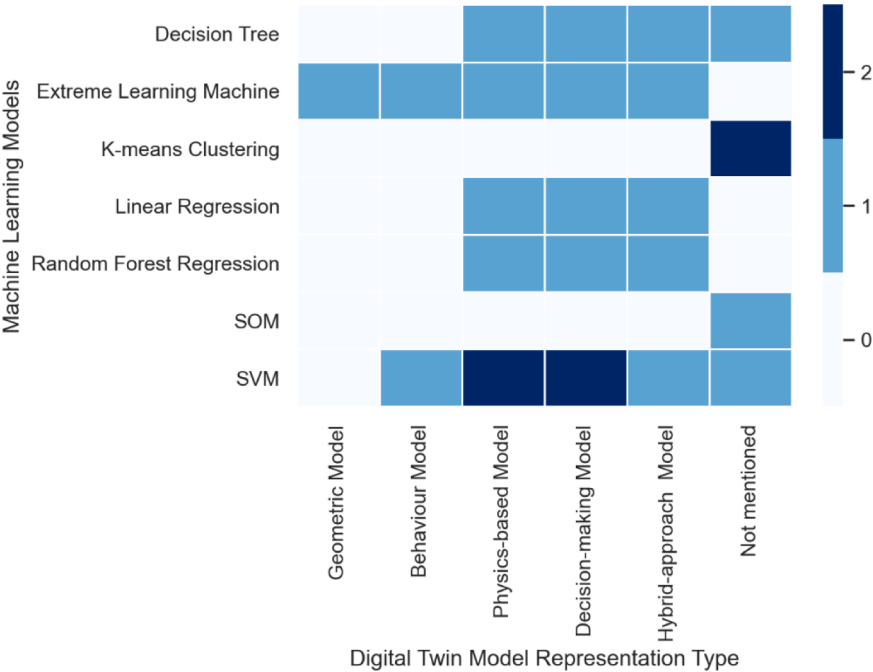 Machine Learning Models
Decision Tree
Extreme Learning Machine
K-means Clustering
Linear Regression
Random Forest Regression
SOM
SVM
Geometric Model
Behaviour Model
Physics-based Model
Decision-making Model
Hybrid-approach  Model
Not mentioned
Digital Twin Model Representation Type
2
1
0